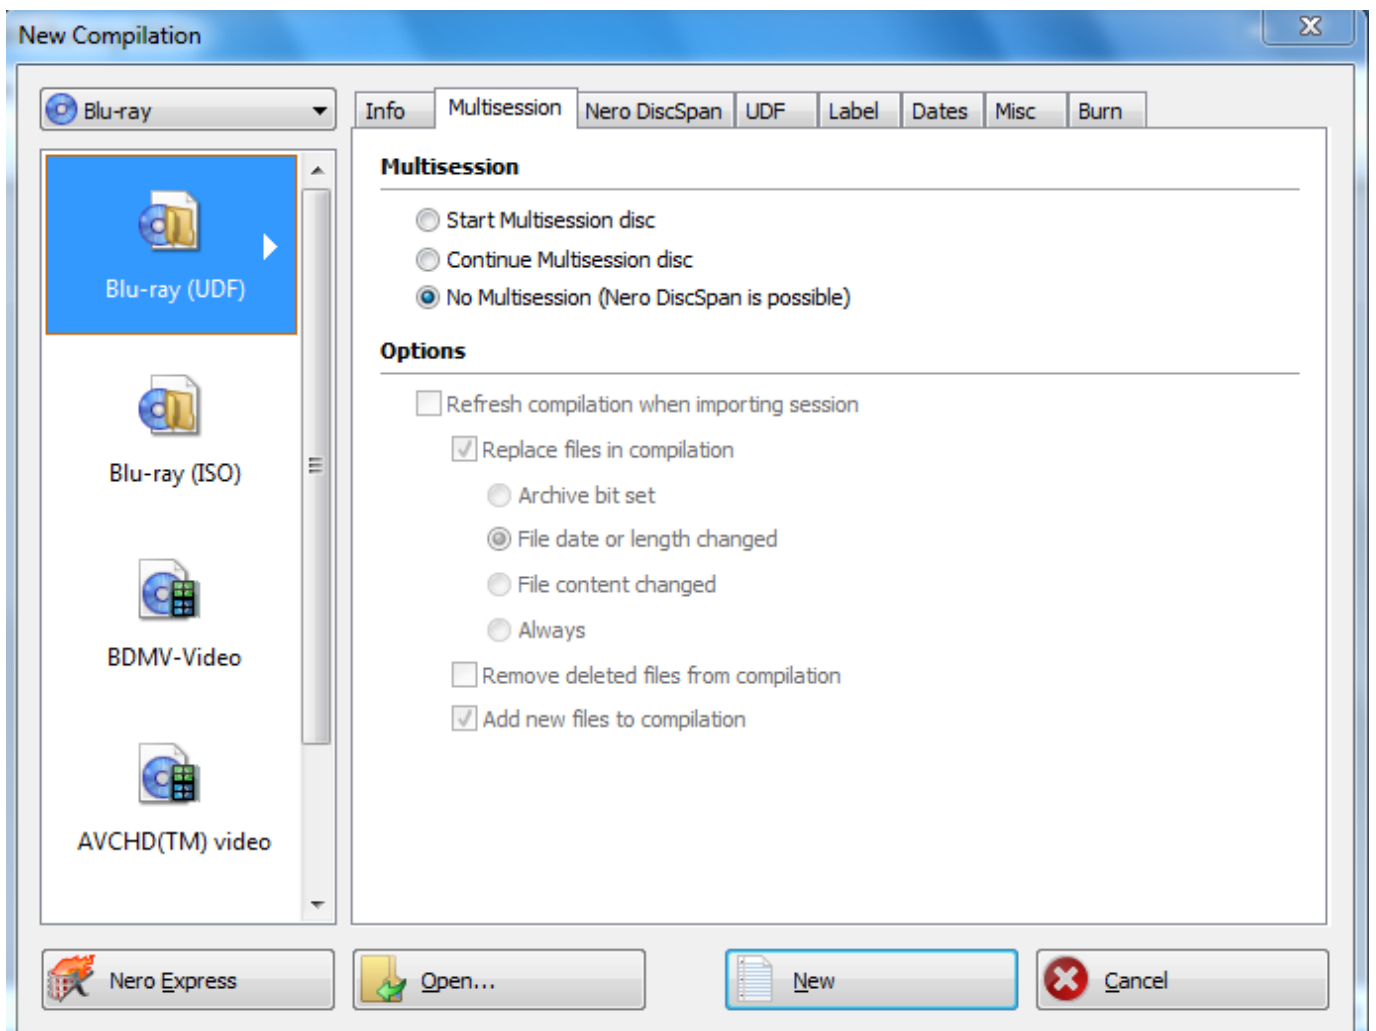 New Compilation
Blu-ray
Info Multisession Nero DiscSpan UDF Label Dates Misc Burn
Blu-ray (UDF)
Blu-ray (ISO)
BDMV-Video
AVCHD(TM) video
Multisession
Start Multisession disc
Continue Multisession disc
No Multisession (Nero DiscSpan is possible)
Options
Refresh compilation when importing session
Replace files in compilation
Archive bit set
File date or length changed
File content changed
Always
Remove deleted files from compilation
Add new files to compilation
Nero Express Open... New Cancel